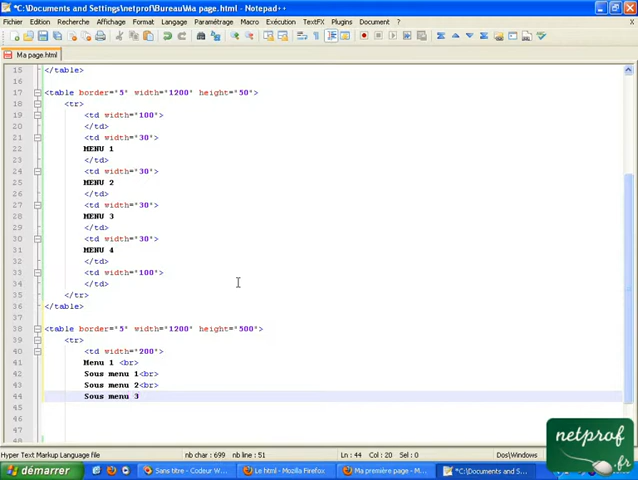 *C:\Documents and Settings\netprof\Bureau\Ma page.html - Notepad++
Fichier Edition Recherche Affichage Format Langage Paramétrage Macro Exécution TextFX Plugins Document ?
Ma page.html
15 </table>
16
17 <table border="5" width="1200" height="50">
18 <tr>
19 <td width="100">
20 </td>
21 <td width="30">
22 MENU 1
23 </td>
24 <td width="30">
25 MENU 2
26 </td>
27 <td width="30">
28 MENU 3
29 </td>
30 <td width="30">
31 MENU 4
32 </td>
33 <td width="100">
34 </td>
35 </tr>
36 </table>
37
38 <table border="5" width="1200" height="500">
39 <tr>
40 <td width="200">
41 Menu 1 <br>
42 Sous menu 1<br>
43 Sous menu 2<br>
44 Sous menu 3
45
46
47
48
Hyper Text Markup Language file nb char : 699 nb line : 51 Ln : 44 Col : 20 Sel : 0 Dos\Windows
démarrer Sans titre - Codeur W... Le html - Mozilla Firefox Ma première page - M... *C:\Documents and S...
netprof
.fr